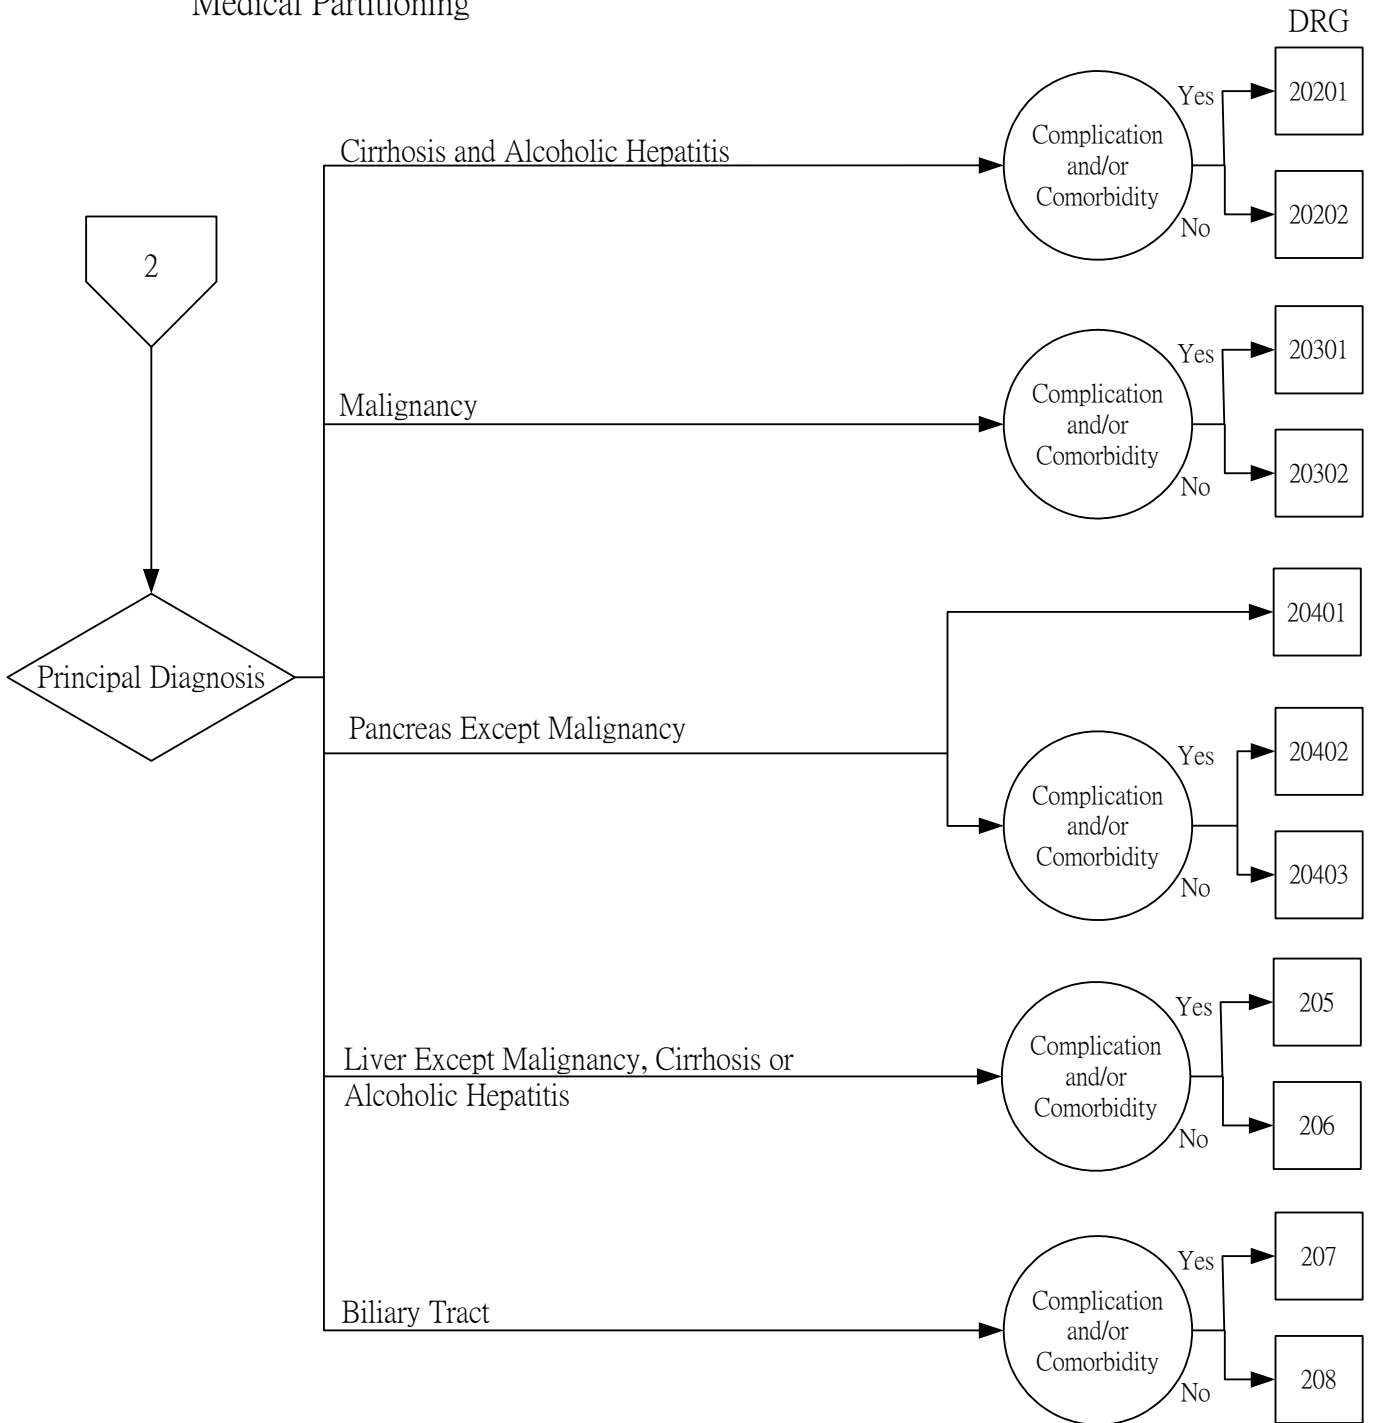 Medical Partitioning
DRG
Cirrhosis and Alcoholic Hepatitis
Complication
and/or
Comorbidity
Yes
No
20201
20202
2
Malignancy
Complication
and/or
Comorbidity
Yes
No
20301
20302
Principal Diagnosis
Pancreas Except Malignancy
20401
Complication
and/or
Comorbidity
Yes
No
20402
20403
Liver Except Malignancy, Cirrhosis or
Alcoholic Hepatitis
Complication
and/or
Comorbidity
Yes
No
205
206
Biliary Tract
Complication
and/or
Comorbidity
Yes
No
207
208